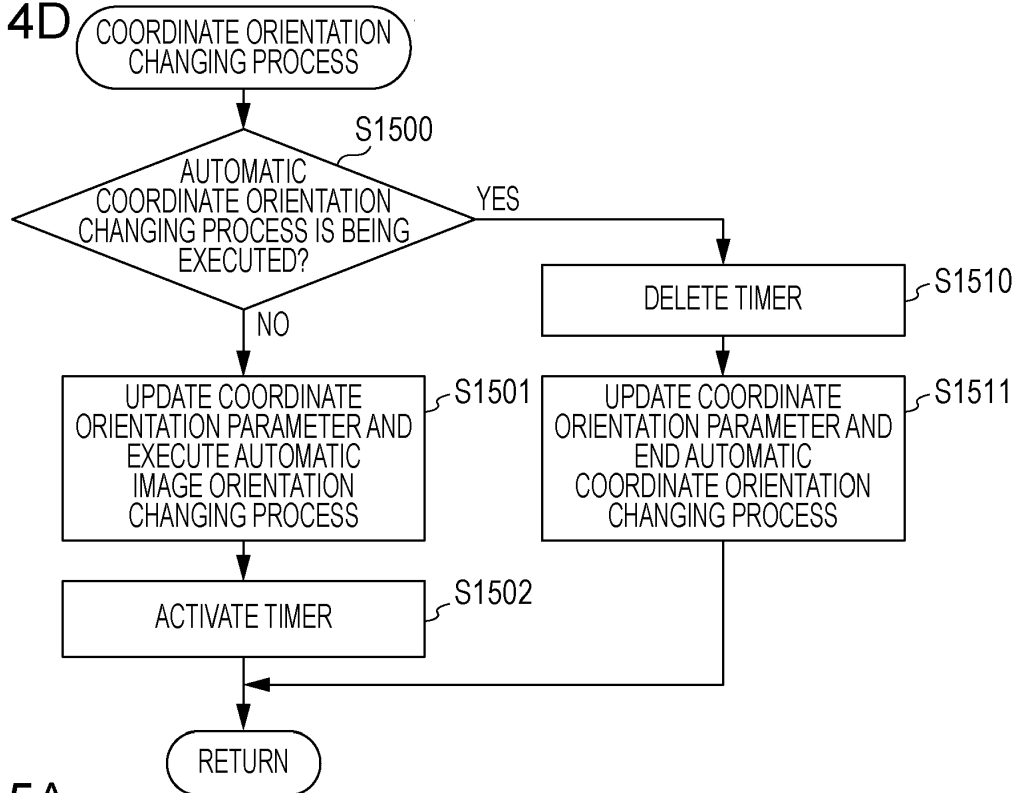 4D
COORDINATE ORIENTATION
CHANGING PROCESS
S1500
AUTOMATIC
COORDINATE ORIENTATION
CHANGING PROCESS IS BEING
EXECUTED?
YES
NO
DELETE TIMER
S1510
UPDATE COORDINATE
ORIENTATION PARAMETER AND
EXECUTE AUTOMATIC
IMAGE ORIENTATION
CHANGING PROCESS
S1501
UPDATE COORDINATE
ORIENTATION PARAMETER AND
END AUTOMATIC
COORDINATE ORIENTATION
CHANGING PROCESS
S1511
ACTIVATE TIMER
S1502
RETURN
5A